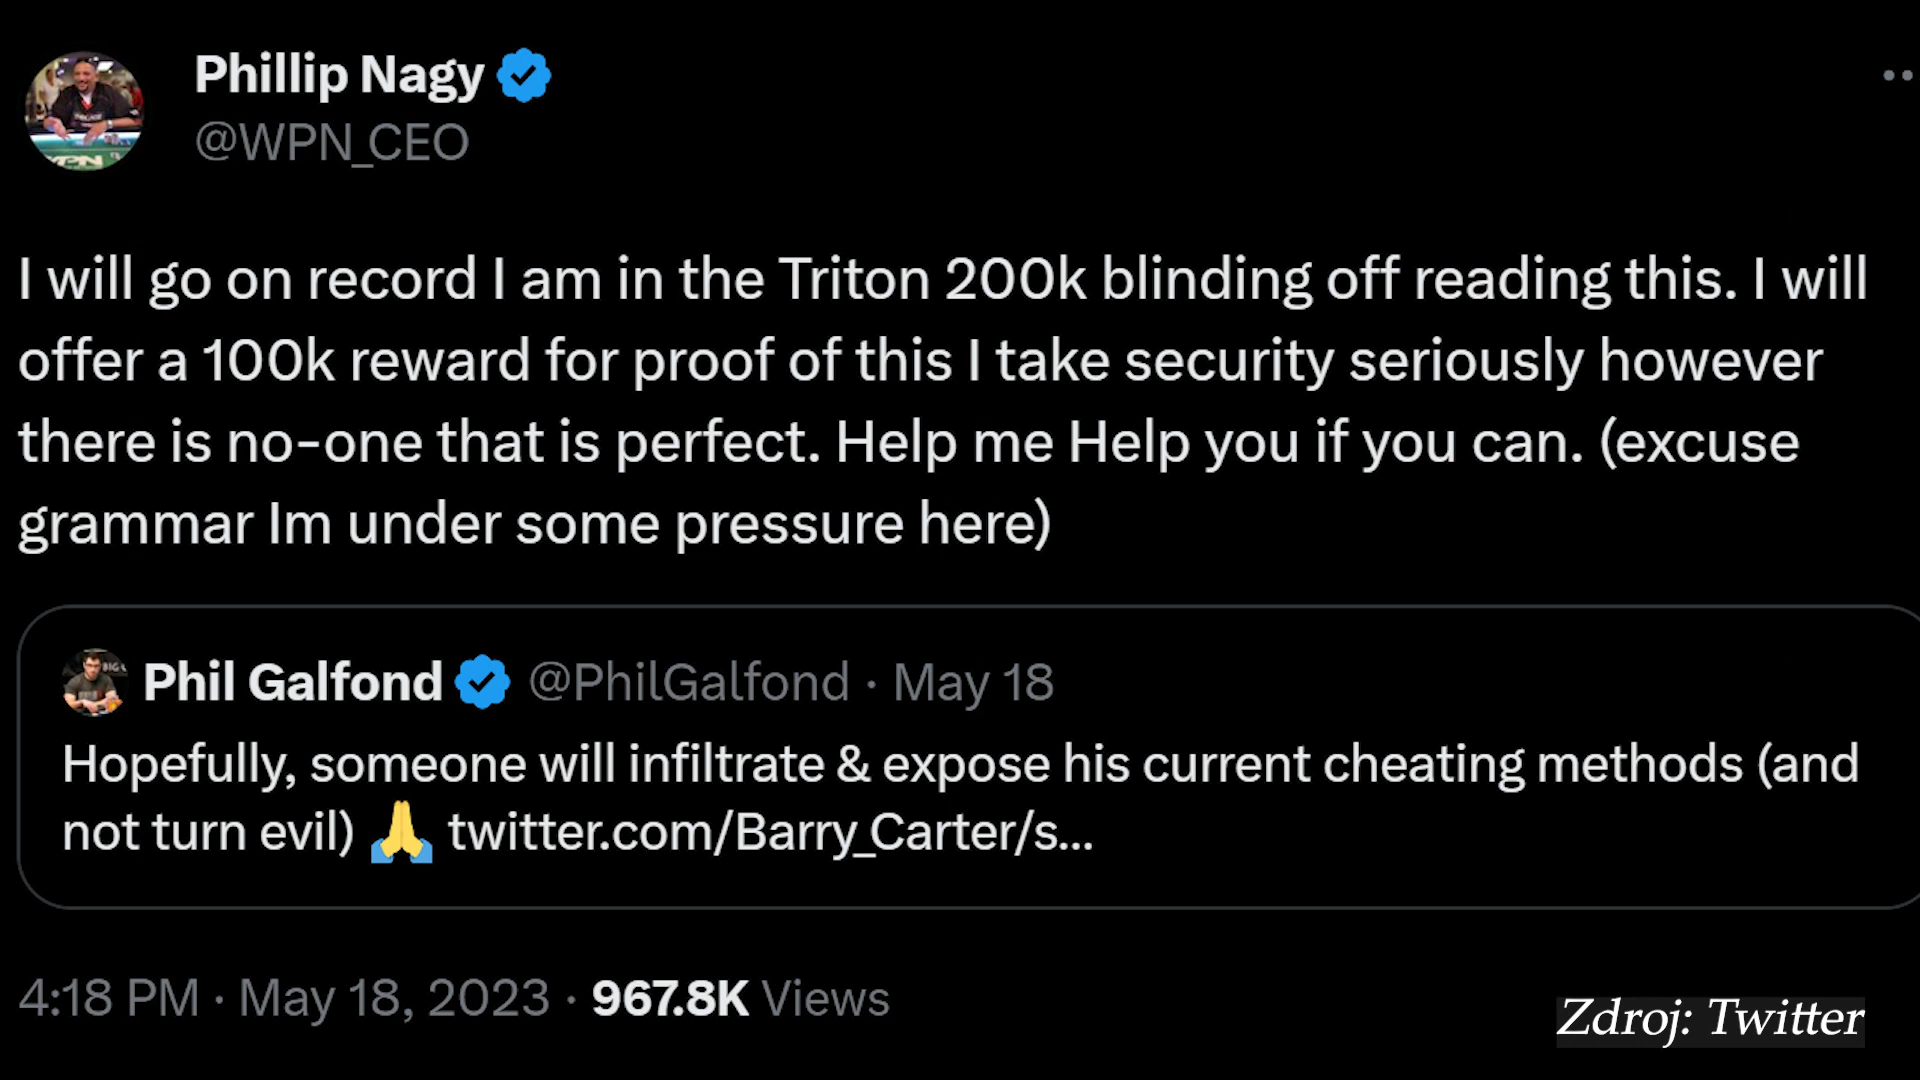 Phillip Nagy
@WPN_CEO
I will go on record I am in the Triton 200k blinding off reading this. I will
offer a 100k reward for proof of this I take security seriously however
there is no-one that is perfect. Help me Help you if you can. (excuse
grammar Im under some pressure here)
Phil Galfond @PhilGalfond · May 18
Hopefully, someone will infiltrate & expose his current cheating methods (and
not turn evil) 🙏 twitter.com/Barry_Carter/s...
4:18 PM · May 18, 2023 · 967.8K Views
Zdroj: Twitter